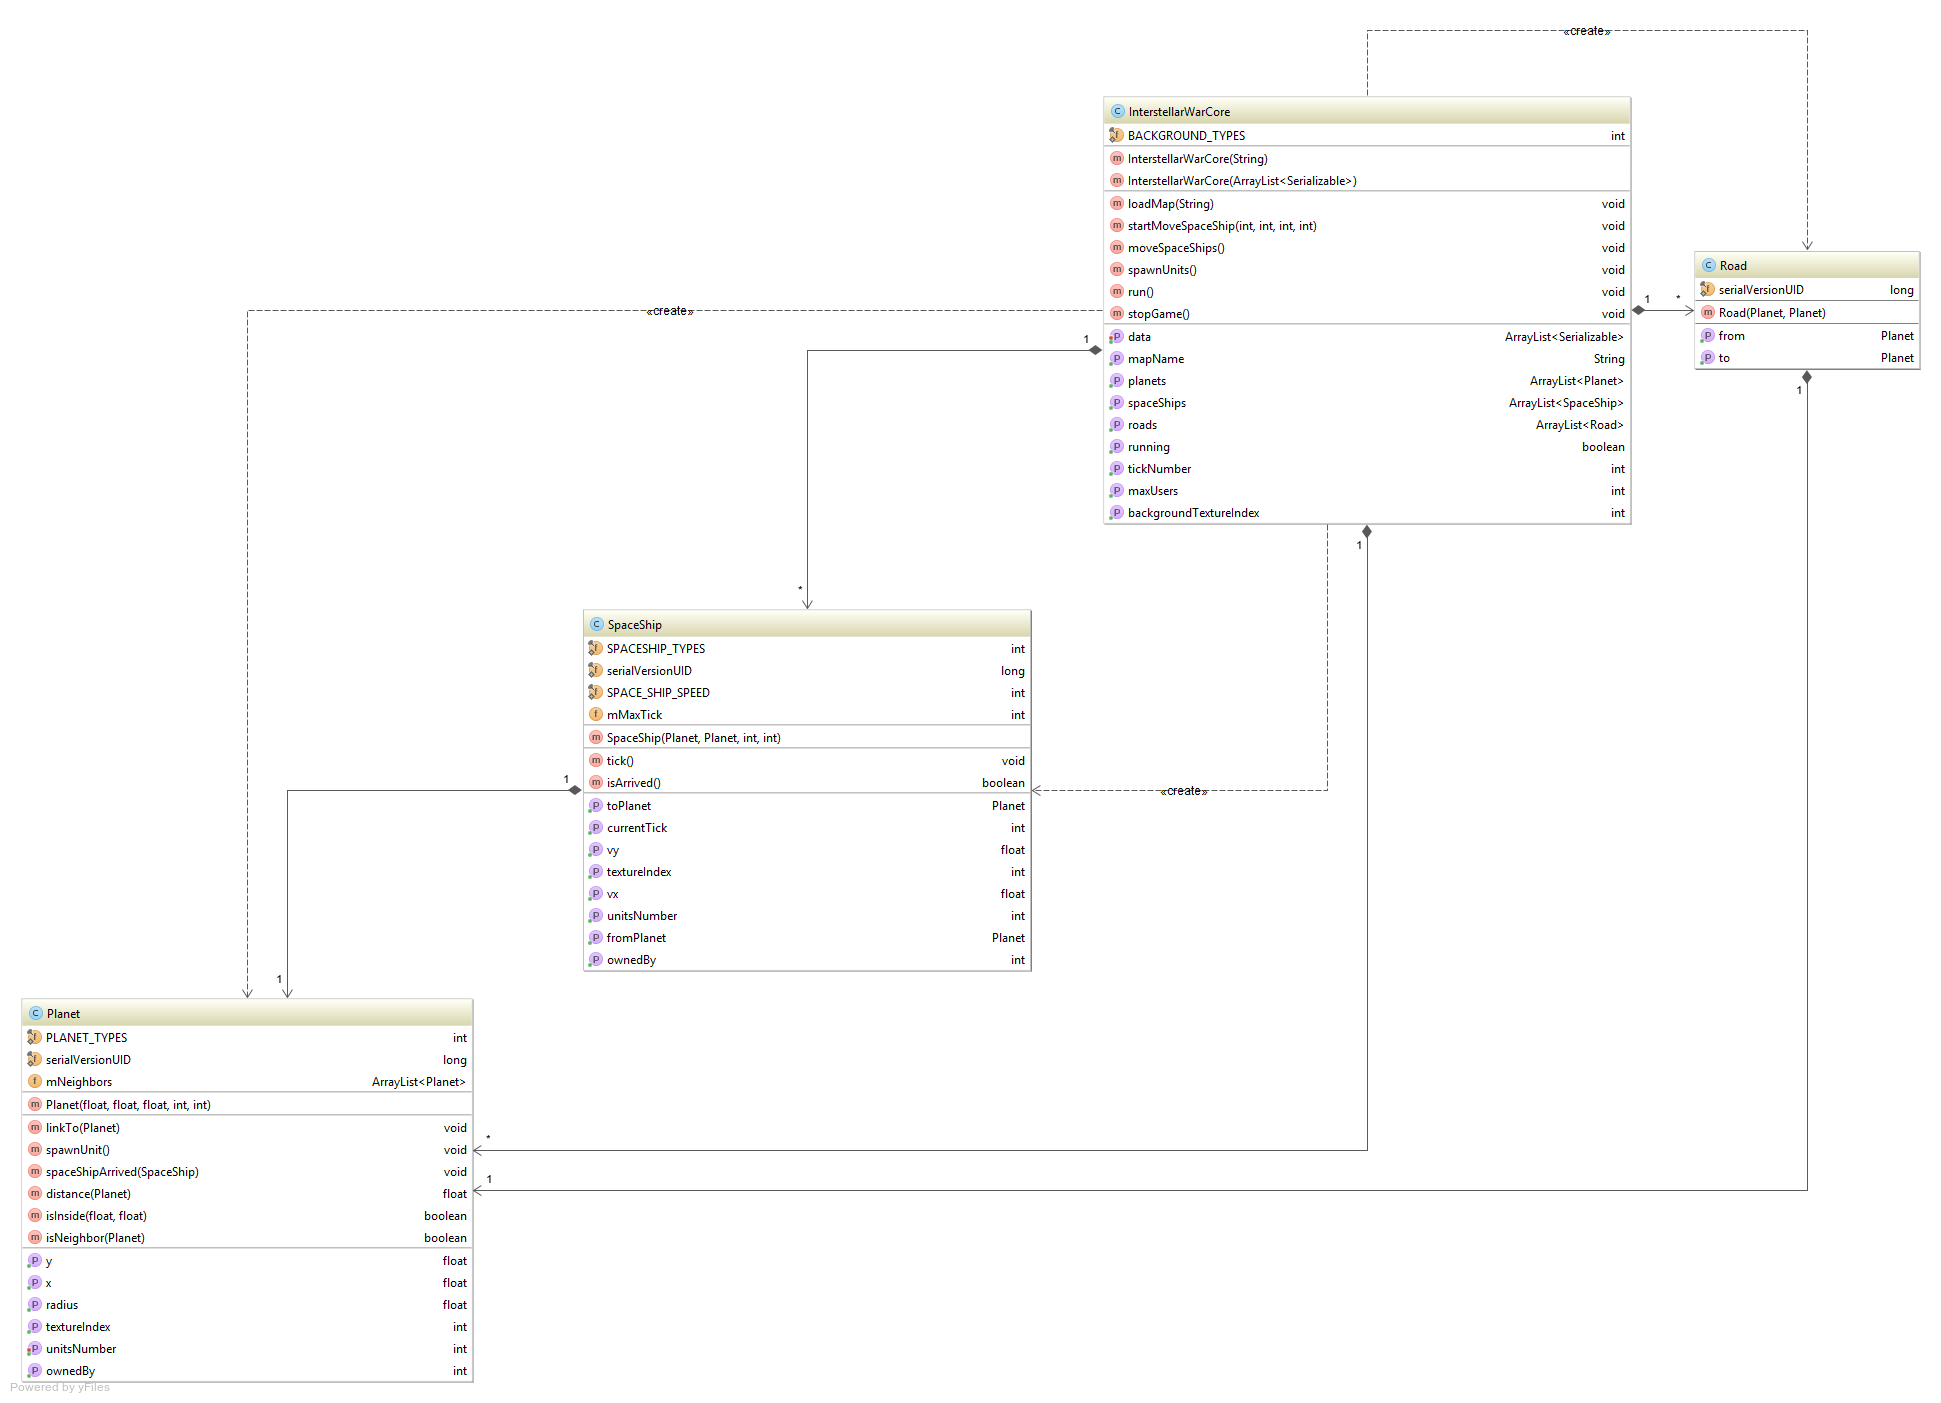 «create»
InterstellarWarCore
BACKGROUND_TYPES int
InterstellarWarCore(String)
InterstellarWarCore(ArrayList<Serializable>)
loadMap(String) void
startMoveSpaceShip(int, int, int, int) void
moveSpaceShips() void
spawnUnits() void
run() void
stopGame() void
data ArrayList<Serializable>
mapName String
planets ArrayList<Planet>
spaceShips ArrayList<SpaceShip>
roads ArrayList<Road>
running boolean
tickNumber int
maxUsers int
backgroundTextureIndex int
1 *
Road
serialVersionUID long
Road(Planet, Planet)
from Planet
to Planet
1
«create»
1
*
1
SpaceShip
SPACESHIP_TYPES int
serialVersionUID long
SPACE_SHIP_SPEED int
mMaxTick int
SpaceShip(Planet, Planet, int, int)
tick() void
isArrived() boolean
toPlanet Planet
currentTick int
vy float
textureIndex int
vx float
unitsNumber int
fromPlanet Planet
ownedBy int
«create»
1
1
Planet
PLANET_TYPES int
serialVersionUID long
mNeighbors ArrayList<Planet>
Planet(float, float, float, int, int)
linkTo(Planet) void
spawnUnit() void
spaceShipArrived(SpaceShip) void
distance(Planet) float
isInside(float, float) boolean
isNeighbor(Planet) boolean
y float
x float
radius float
textureIndex int
unitsNumber int
ownedBy int
*
1
Powered by yFiles